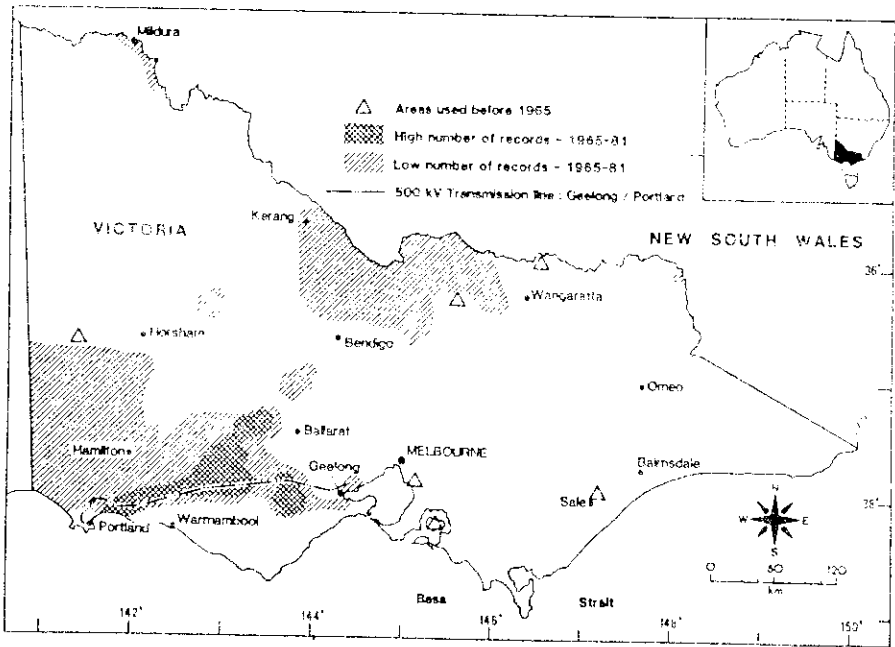 Mildura
Areas used before 1965
High number of records - 1965-81
Low number of records - 1965-81
500 kV Transmission line : Geelong / Portland
Kerang
VICTORIA
NEW SOUTH WALES
36°
Wangaratta
Horsham
Bendigo
Omeo
Ballarat
Hamilton
MELBOURNE
Geelong
Bairnsdale
Sale
38°
N
W E
S
Portland
Warrnambool
0 60 120
km
Bass Strait
142° 144° 146° 148° 150°